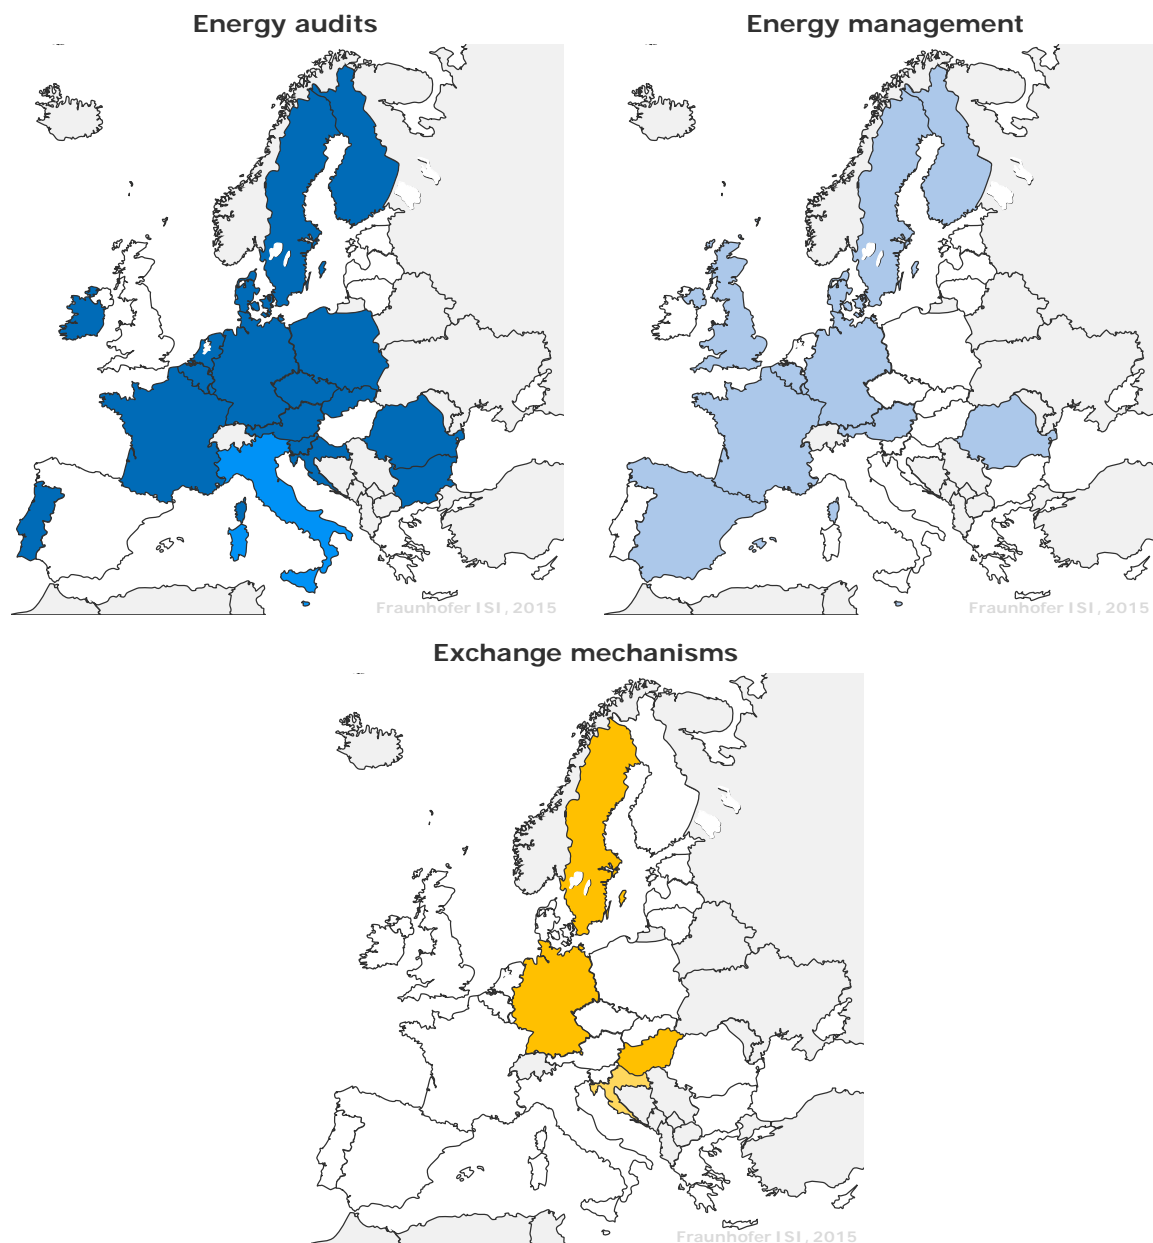 Energy audits
Energy management
Fraunhofer ISI, 2015
Fraunhofer ISI, 2015
Exchange mechanisms
Fraunhofer ISI, 2015